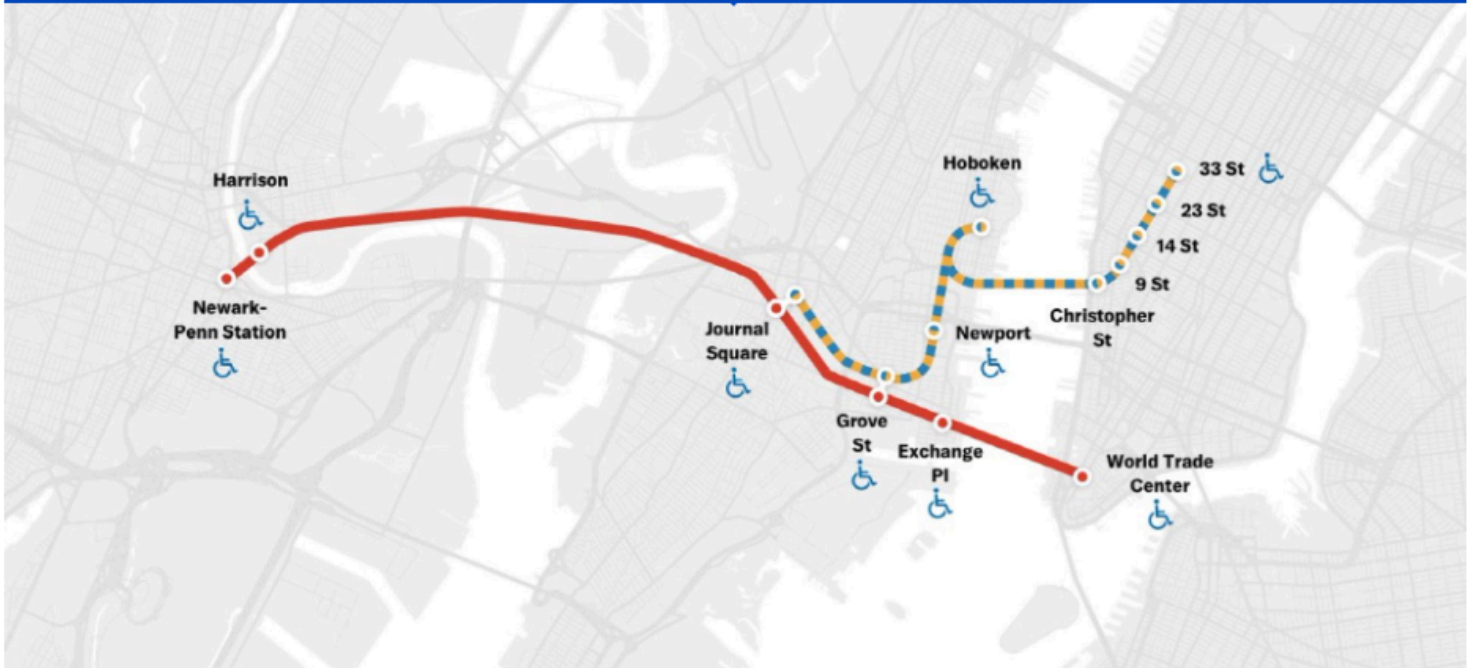 Harrison
Newark-
Penn Station
Journal
Square
Grove
St
Exchange
Pl
World Trade
Center
Hoboken
Newport
Christopher
St
9 St
14 St
23 St
33 St